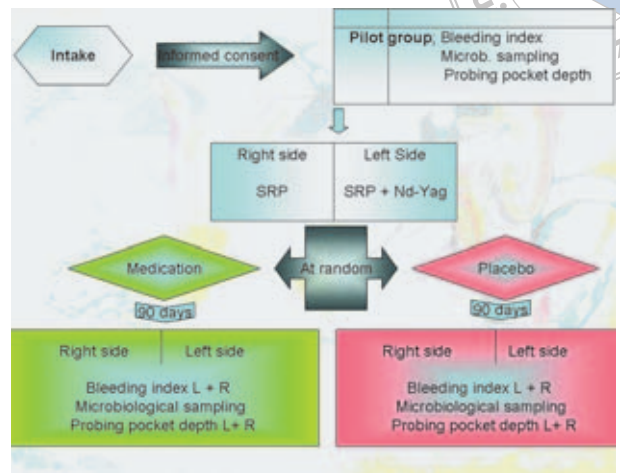 Intake
Informed consent
Pilot group; Bleeding index
Microb. sampling
Probing pocket depth
Right side Left Side
SRP SRP + Nd-Yag
Medication At random Placebo
90 days 90 days
Right side Left side Right side Left side
Bleeding index L + R Bleeding index L + R
Microbiological sampling Microbiological sampling
Probing pocket depth L+ R Probing pocket depth L+ R